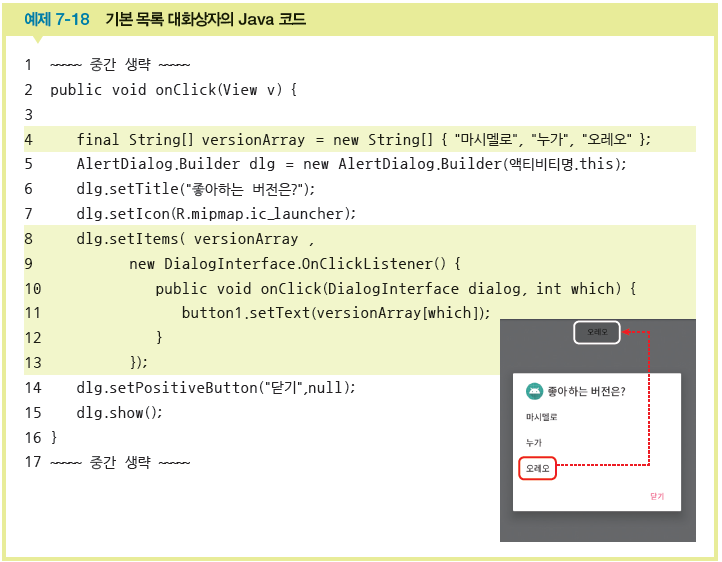 예제 7-18 기본 목록 대화상자의 Java 코드
1 ~~~~~ 중간 생략 ~~~~~
2 public void onClick(View v) {
3
4 final String[] versionArray = new String[] { "마시멜로", "누가", "오레오" };
5 AlertDialog.Builder dlg = new AlertDialog.Builder(액티비티명.this);
6 dlg.setTitle("좋아하는 버전은?");
7 dlg.setIcon(R.mipmap.ic_launcher);
8 dlg.setItems( versionArray ,
9 new DialogInterface.OnClickListener() {
10 public void onClick(DialogInterface dialog, int which) {
11 button1.setText(versionArray[which]);
12 }
13 });
14 dlg.setPositiveButton("닫기",null);
15 dlg.show();
16 }
17 ~~~~~ 중간 생략 ~~~~~
오레오
좋아하는 버전은?
마시멜로
누가
오레오
닫기